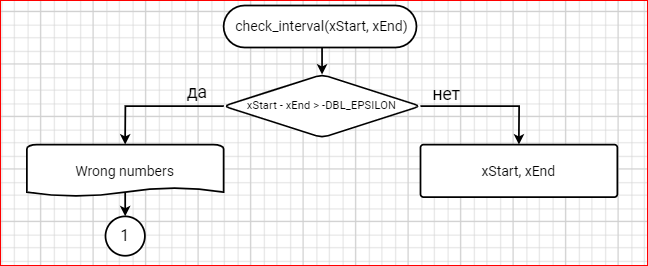 check_interval(xStart, xEnd)
да
xStart - xEnd > -DBL_EPSILON
нет
Wrong numbers
xStart, xEnd
1